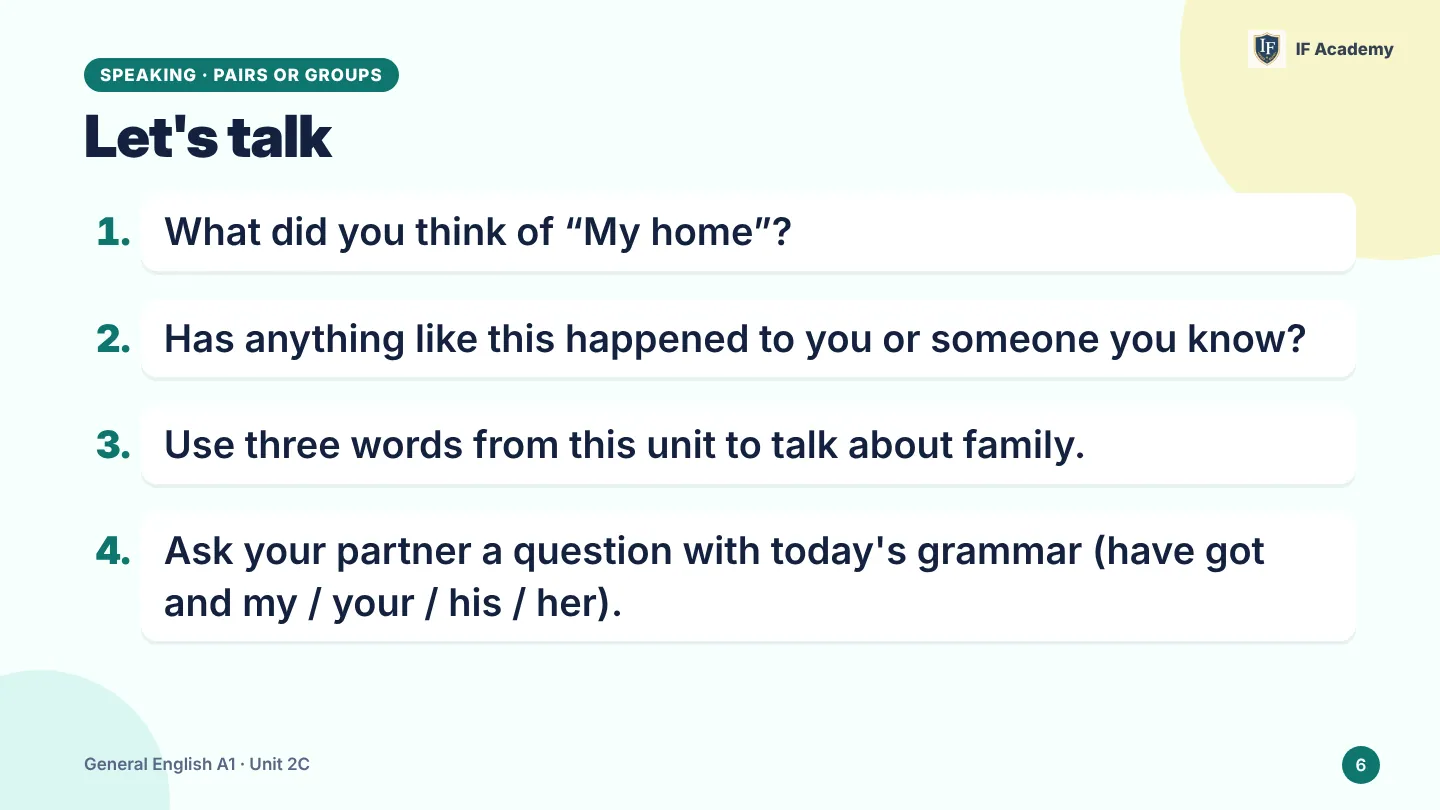 IF
IF Academy
SPEAKING · PAIRS OR GROUPS
Let's talk
1. What did you think of “My home”?
2. Has anything like this happened to you or someone you know?
3. Use three words from this unit to talk about family.
4. Ask your partner a question with today's grammar (have got
and my / your / his / her).
General English A1 · Unit 2C
6